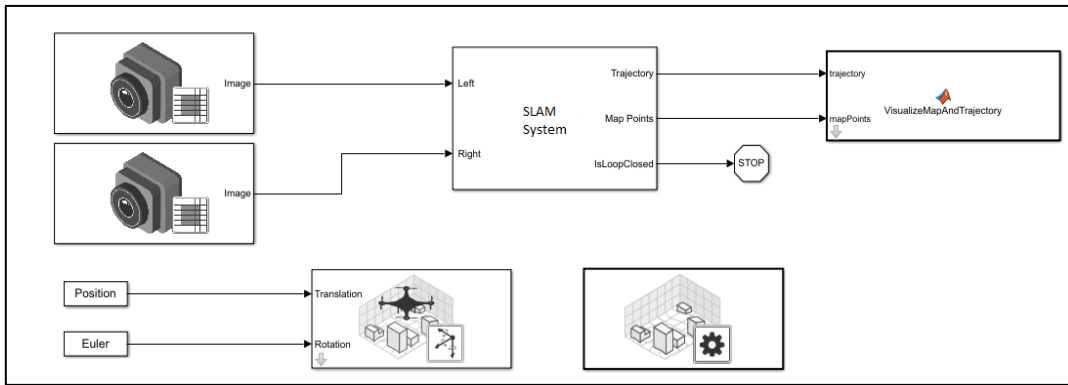 Image
Left
SLAM
System
Trajectory
trajectory
VisualizeMapAndTrajectory
Map Points
mapPoints
Image
Right
IsLoopClosed
STOP
Position
Translation
Euler
Rotation